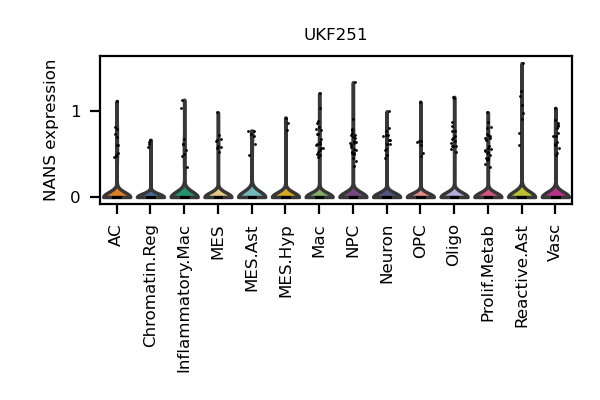 UKF251
NANS expression
1
0
AC
Chromatin.Reg
Inflammatory.Mac
MES
MES.Ast
MES.Hyp
Mac
NPC
Neuron
OPC
Oligo
Prolif.Metab
Reactive.Ast
Vasc